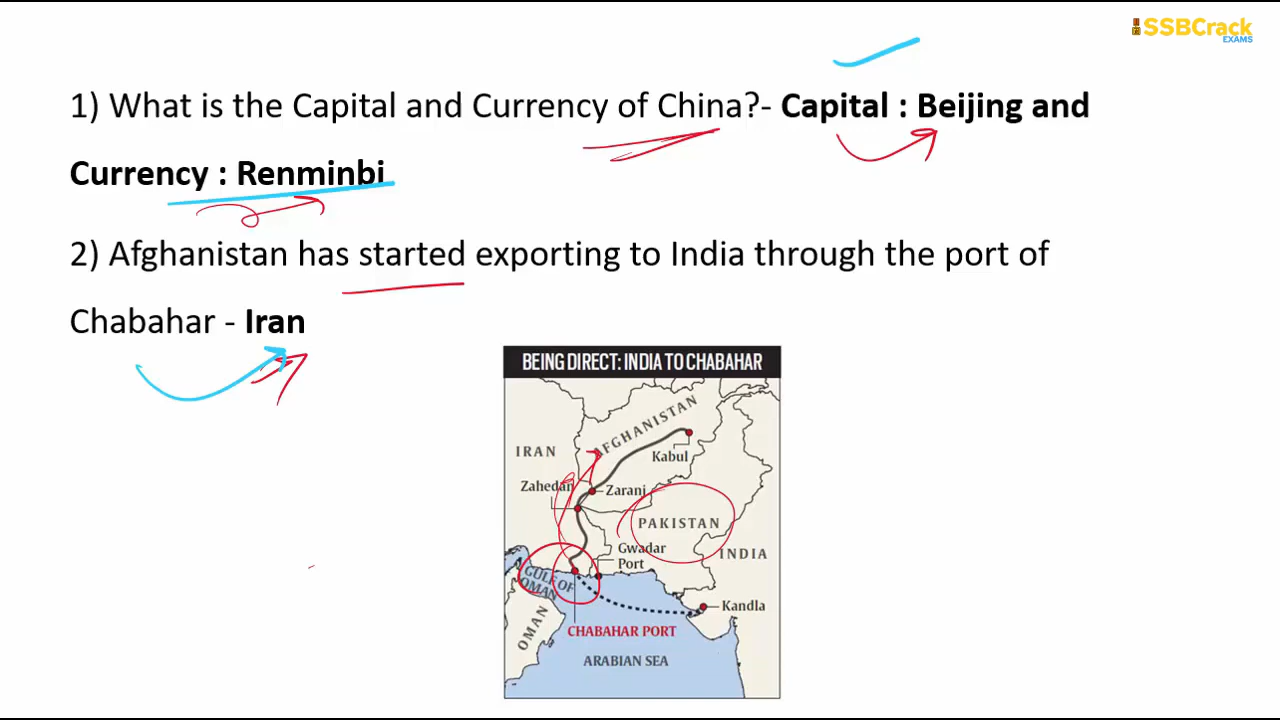 SSBCrack
EXAMS
1) What is the Capital and Currency of China?- Capital : Beijing and
Currency : Renminbi
2) Afghanistan has started exporting to India through the port of
Chabahar - Iran
BEING DIRECT: INDIA TO CHABAHAR
AFGHANISTAN
IRAN
Kabul
Zahedan
Zaranj
PAKISTAN
Gwadar
Port
INDIA
GULF OF
OMAN
Kandla
OMAN
CHABAHAR PORT
ARABIAN SEA